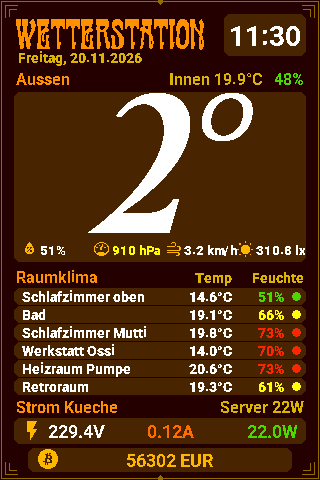 WETTERSTATION
11:30
Freitag, 20.11.2026
Aussen Innen 19.9°C 48%
2°
51% 910 hPa 3.2 km/h 310.8 lx
Raumklima Temp Feuchte
Schlafzimmer oben 14.6°C 51%
Bad 19.1°C 66%
Schlafzimmer Mutti 19.8°C 73%
Werkstatt Ossi 14.0°C 70%
Heizraum Pumpe 20.6°C 73%
Retroraum 19.3°C 61%
Strom Kueche Server 22W
229.4V 0.12A 22.0W
56302 EUR